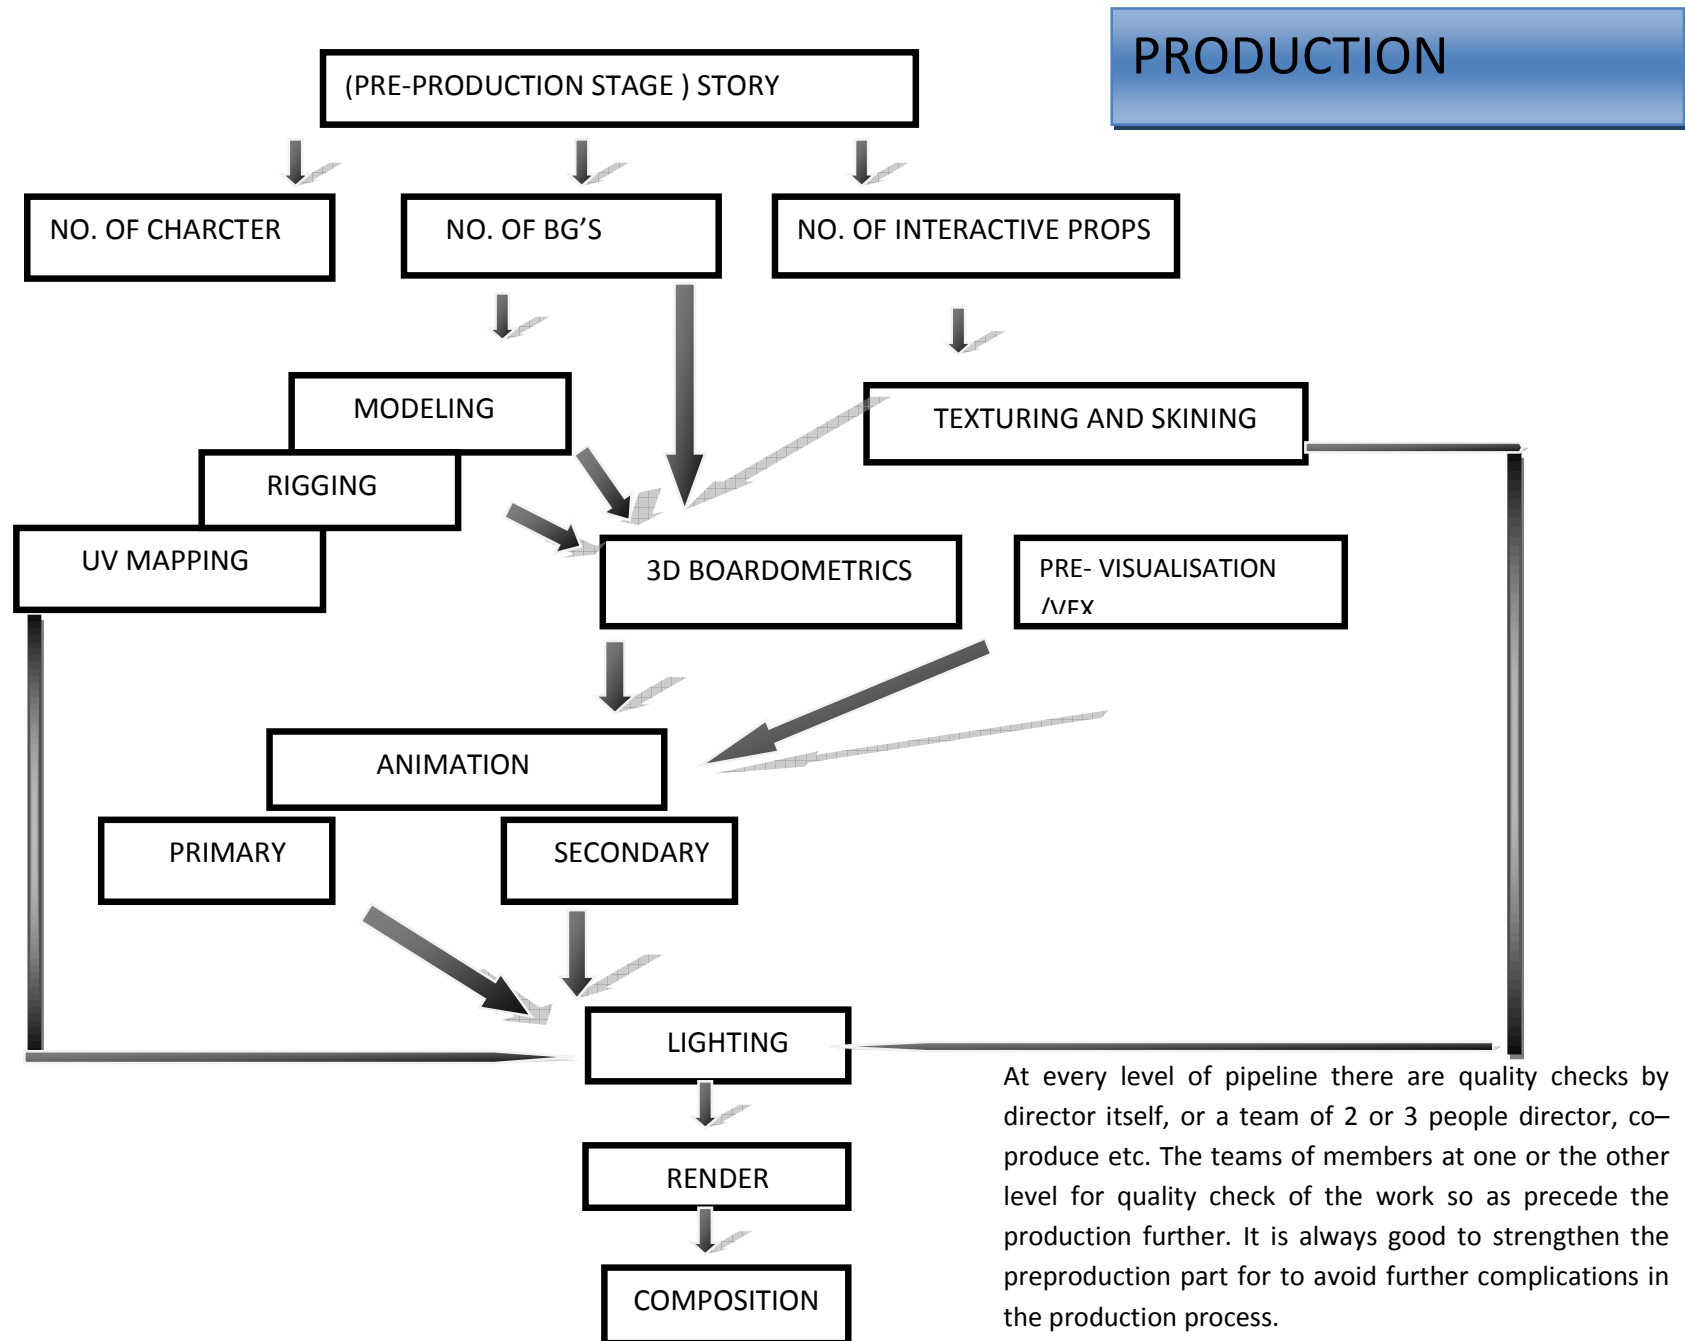 PRODUCTION
(PRE-PRODUCTION STAGE ) STORY
NO. OF CHARCTER
NO. OF BG’S
NO. OF INTERACTIVE PROPS
MODELING
TEXTURING AND SKINING
RIGGING
UV MAPPING
3D BOARDOMETRICS
PRE- VISUALISATION
/VFX
ANIMATION
PRIMARY
SECONDARY
LIGHTING
RENDER
COMPOSITION
At every level of pipeline there are quality checks by
director itself, or a team of 2 or 3 people director, co–
produce etc. The teams of members at one or the other
level for quality check of the work so as precede the
production further. It is always good to strengthen the
preproduction part for to avoid further complications in
the production process.